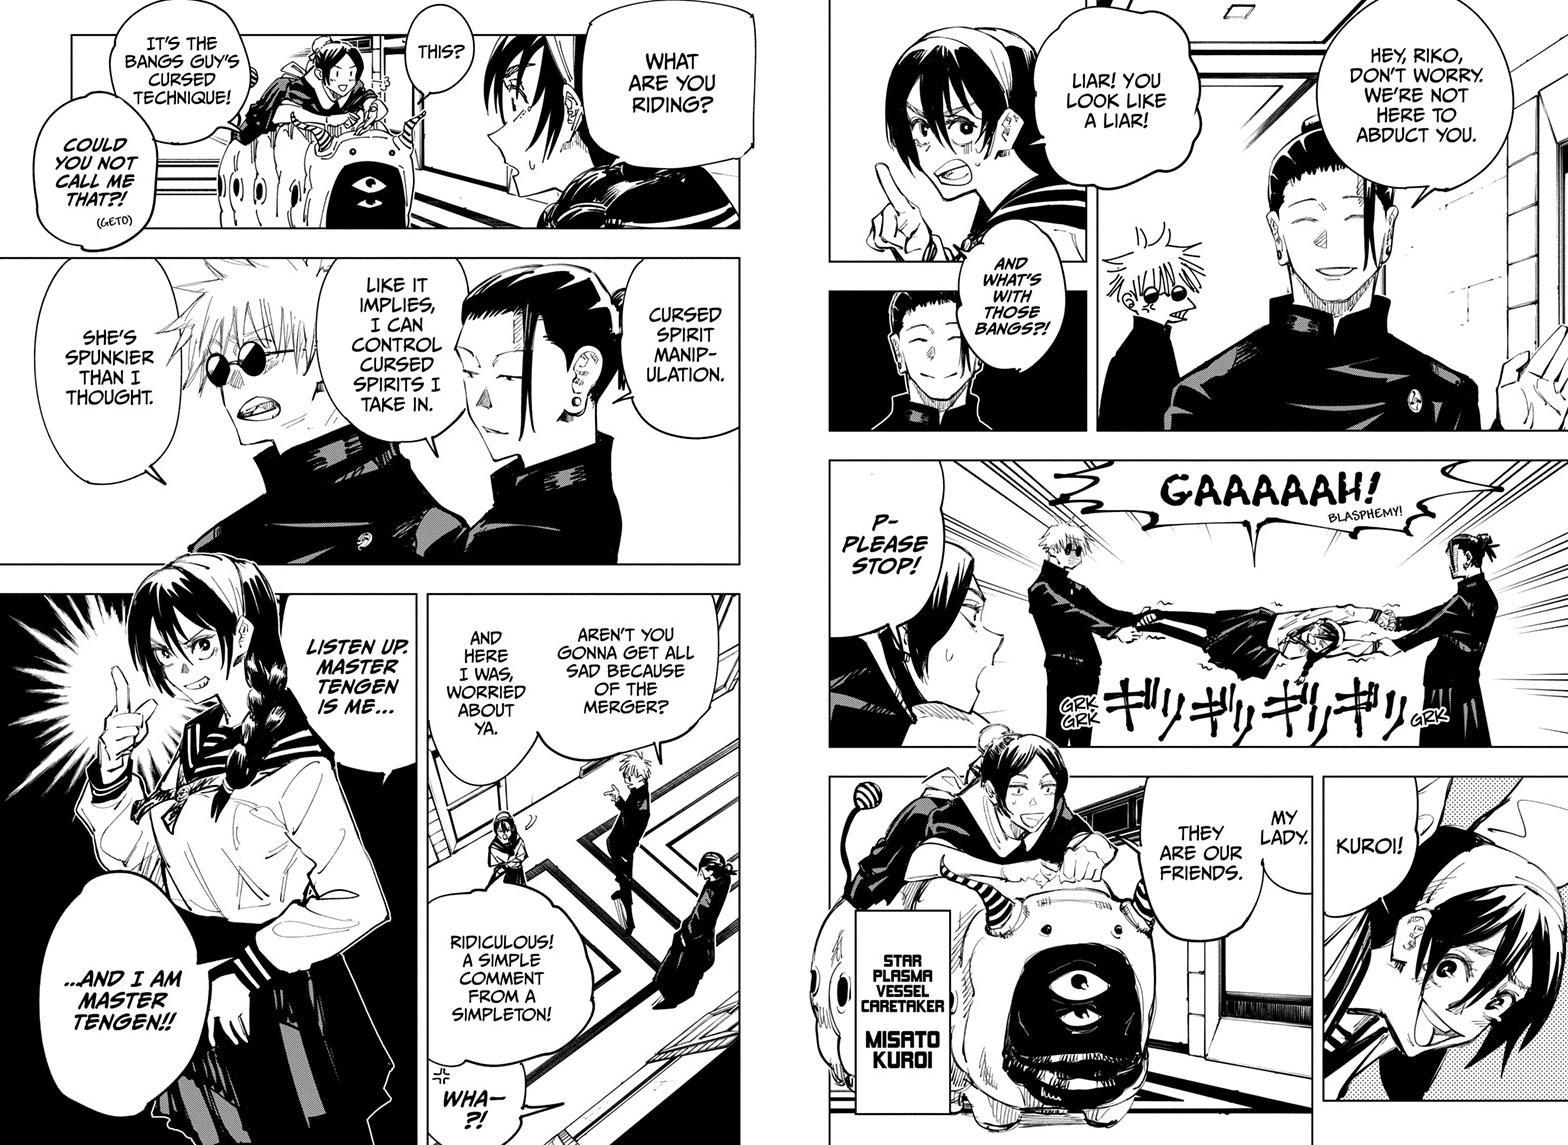 HEY, RIKO,
DON'T WORRY.
WE'RE NOT
HERE TO
ABDUCT YOU.
LIAR! YOU
LOOK LIKE
A LIAR!
AND
WHAT'S
WITH
THOSE
BANGS?!
GAAAAAH!
BLASPHEMY!
P-
PLEASE
STOP!
GRK
GRK
ギリギリギリギリ
GRK
KUROI!
MY
LADY.
THEY
ARE OUR
FRIENDS.
STAR
PLASMA
VESSEL
CARETAKER
MISATO
KUROI
WHAT
ARE YOU
RIDING?
THIS?
IT'S THE
BANGS GUY'S
CURSED
TECHNIQUE!
COULD
YOU NOT
CALL ME
THAT?!
(GETO)
CURSED
SPIRIT
MANIP-
ULATION.
LIKE IT
IMPLIES,
I CAN
CONTROL
CURSED
SPIRITS I
TAKE IN.
SHE'S
SPUNKIER
THAN I
THOUGHT.
AREN'T YOU
GONNA GET ALL
SAD BECAUSE
OF THE
MERGER?
AND
HERE
I WAS,
WORRIED
ABOUT
YA.
RIDICULOUS!
A SIMPLE
COMMENT
FROM A
SIMPLETON!
WHA—
?!
LISTEN UP.
MASTER
TENGEN
IS ME...
...AND I AM
MASTER
TENGEN!!